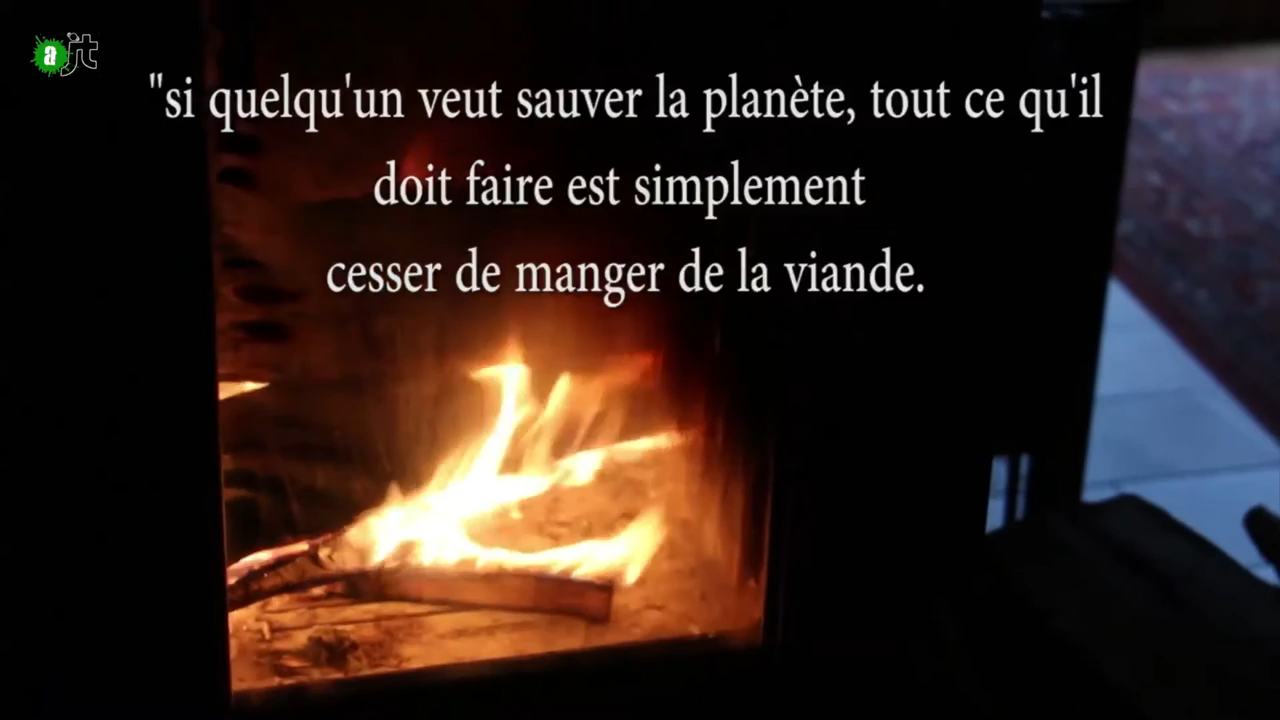 ajt
"si quelqu'un veut sauver la planète, tout ce qu'il
doit faire est simplement
cesser de manger de la viande.